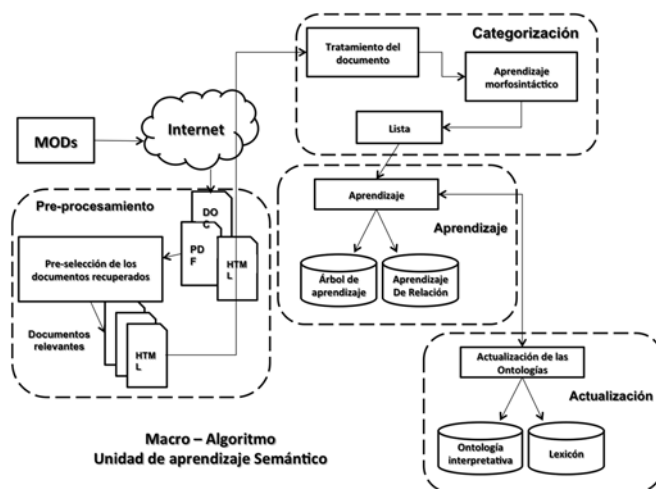 Categorización
Tratamiento del
documento
Aprendizaje
morfosintáctico
Lista
MODs
Internet
Pre-procesamiento
DO
C
PD
F
HTM
L
Pre-selección de los
documentos recuperados
Documentos
relevantes
HTM
L
Aprendizaje
Aprendizaje
Árbol de
aprendizaje
Aprendizaje
De Relación
Actualización de las
Ontologías
Actualización
Ontología
interpretativa
Lexicón
Macro – Algoritmo
Unidad de aprendizaje Semántico